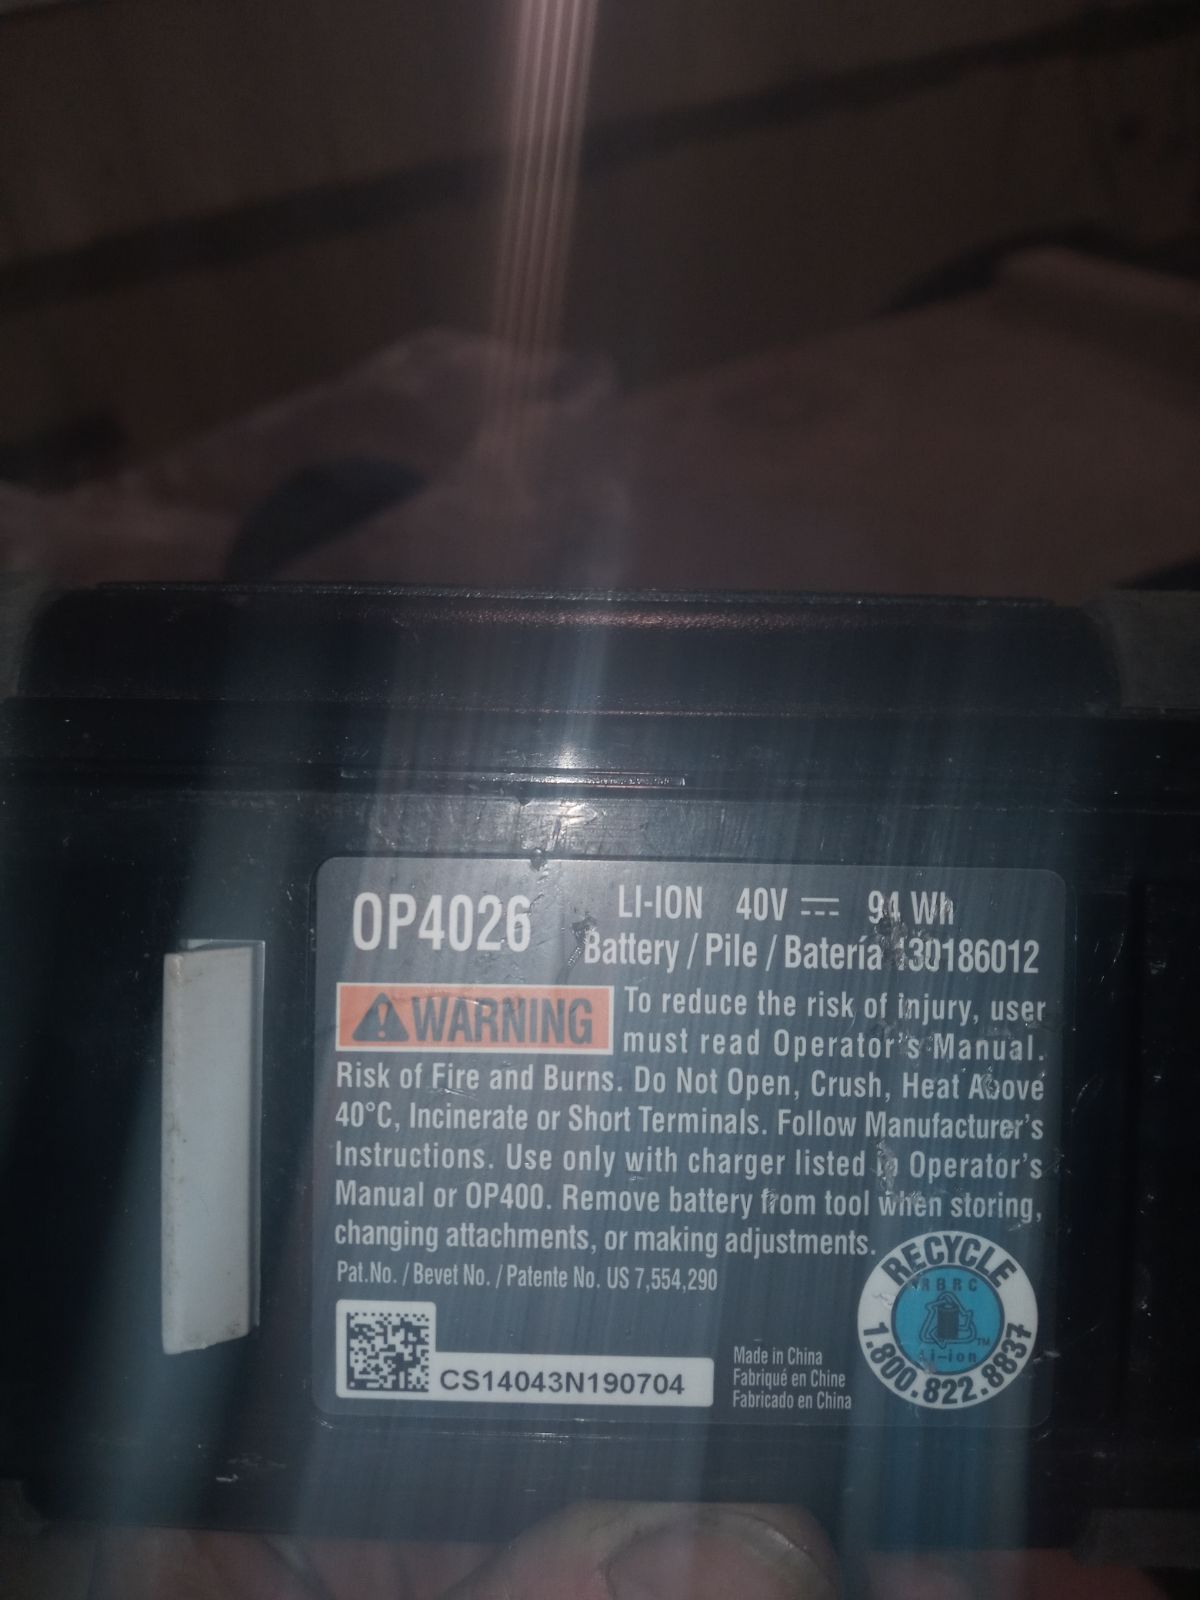 OP4026
LI-ION 40V 94 Wh
Battery / Pile / Batería 130186012
WARNING
To reduce the risk of injury, user
must read Operator's Manual.
Risk of Fire and Burns. Do Not Open, Crush, Heat Above
40°C, Incinerate or Short Terminals. Follow Manufacturer's
Instructions. Use only with charger listed in Operator's
Manual or OP400. Remove battery from tool when storing,
changing attachments, or making adjustments.
Pat.No. / Bevet No. / Patente No. US 7,554,290
CS14043N190704
Made in China
Fabriqué en Chine
Fabricado en China
RECYCLE
RBRC
TM
Li-ion
1.800.822.8837